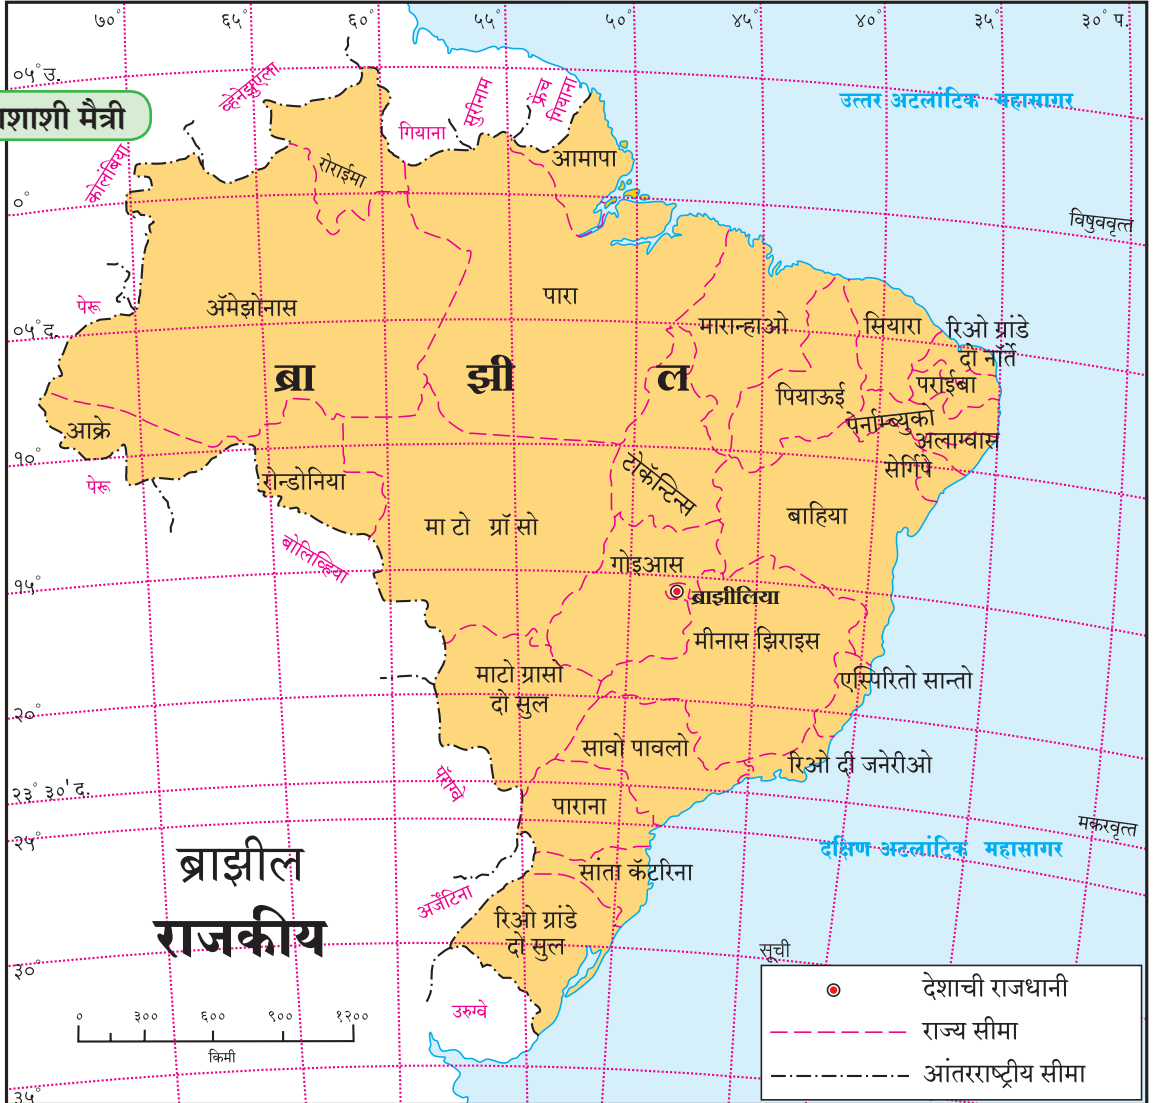 ७०° ६५° ६०° ५५° ५०° ४५° ४०° ३५° ३०° प.
०५°उ.
व्हेनेझुएला
सुरीनाम
फ्रेंच
गियाना
उत्तर अटलांटिक महासागर
शाशी मैत्री
गियाना
आमापा
कोलंबिया
रोराईमा
०°
विषुववृत्त
पेरू
ॲमेझोनास
पारा
०५°द.
मारान्हाओ
सियारा
रिओ ग्रांडे
दो नॉर्ते
ब्रा झी ल
पराईबा
पियाऊई
पेर्नाम्ब्युको
आक्रे
अलाग्वास
१०°
सेर्गिपे
पेरू
रोन्डोनिया
टोकॅन्टिन्स
मा टो ग्रॉ सो
बाहिया
बोलिव्हिया
गोइआस
१५°
ब्राझीलिया
मीनास झिराइस
माटो ग्रासो
दो सुल
एस्पिरितो सान्तो
२०°
सावो पावलो
रिओ दी जनेरीओ
पॅराग्वे
२३° ३०' द.
पाराना
मकरवृत्त
२५°
ब्राझील
दक्षिण अटलांटिक महासागर
सांता कॅटरिना
अर्जेंटिना
राजकीय
रिओ ग्रांडे
दो सुल
३०°
सूची
उरुग्वे
० ३०० ६०० ९०० १२००
किमी
देशाची राजधानी
राज्य सीमा
आंतरराष्ट्रीय सीमा
३५°